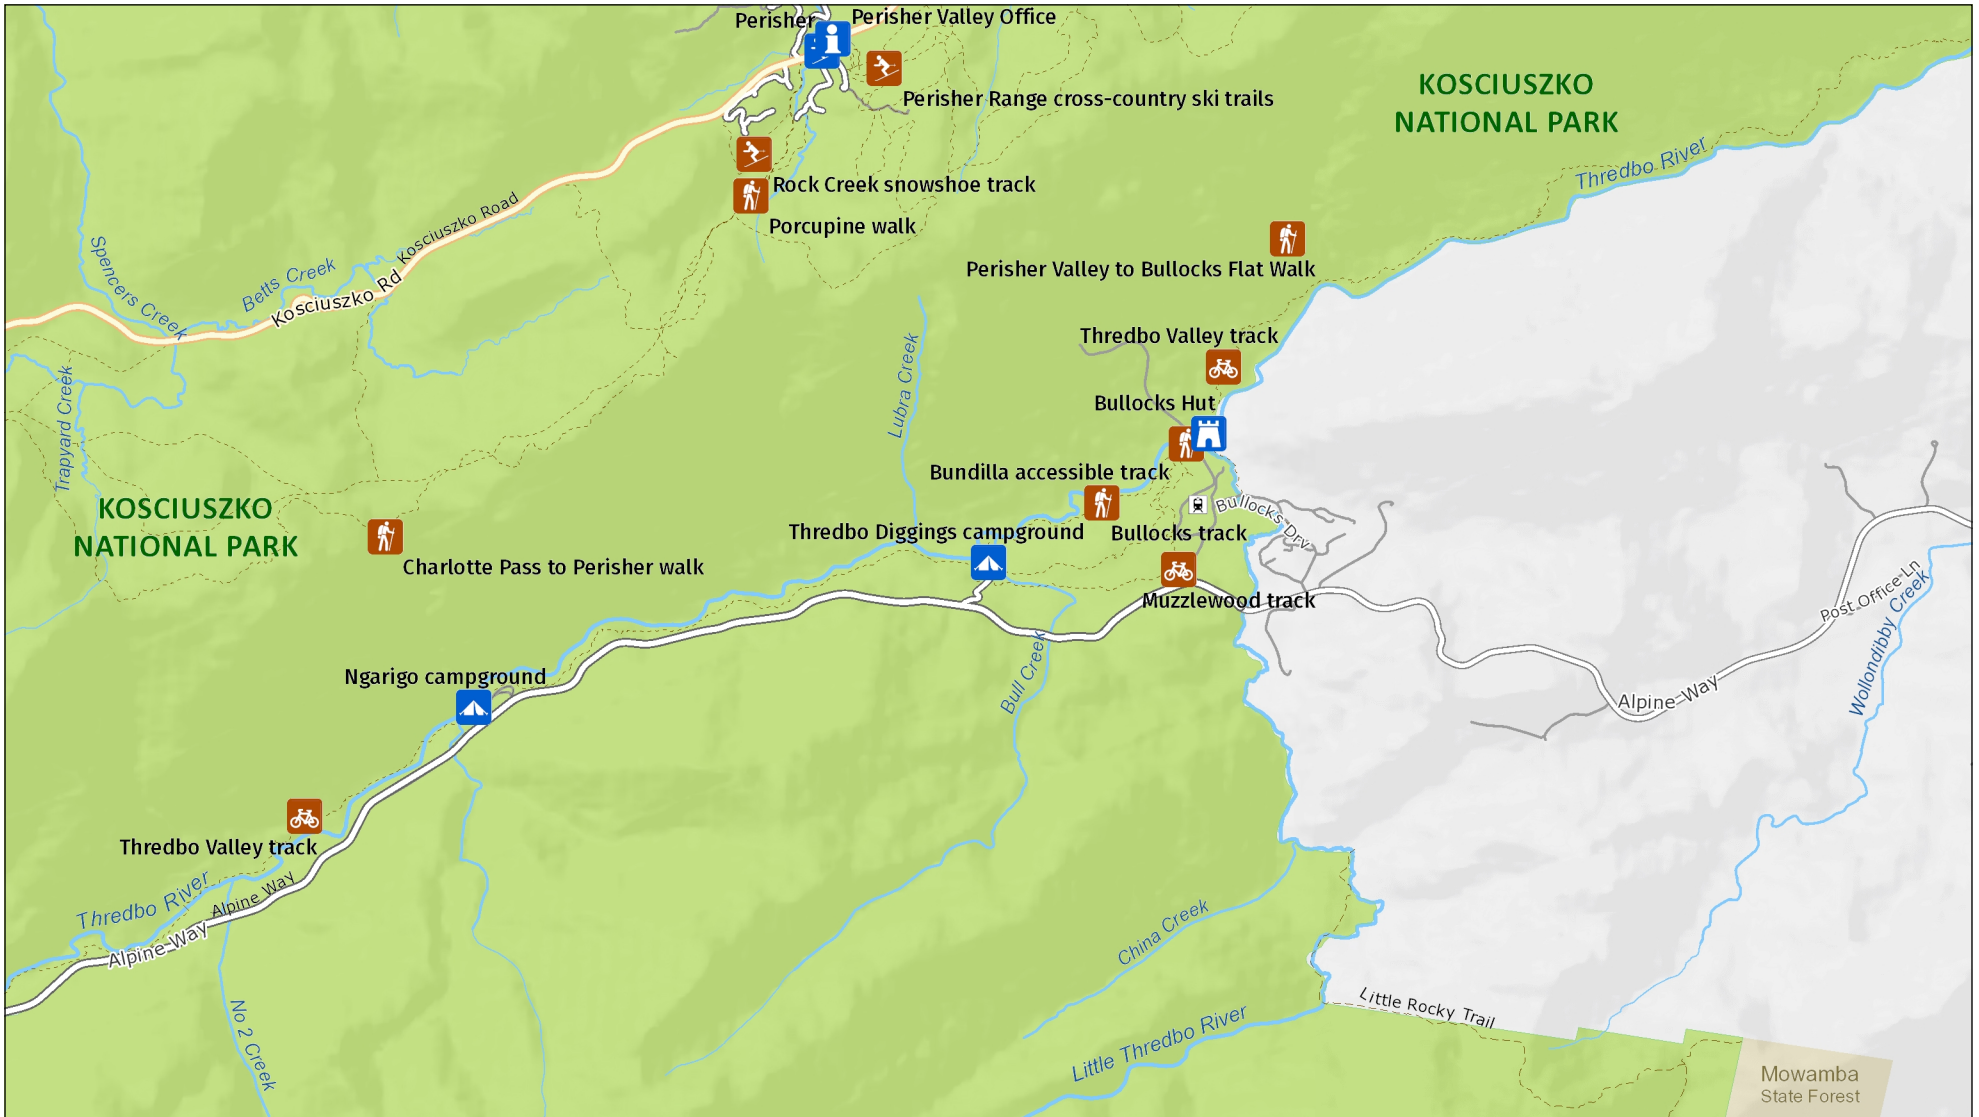 Perisher
Perisher Valley Office
Perisher Range cross-country ski trails
KOSCIUSZKO
NATIONAL PARK
Thredbo River
Rock Creek snowshoe track
Porcupine walk
Kosciuszko Road
Spencers Creek
Betts Creek
Kosciuszko Rd
Perisher Valley to Bullocks Flat Walk
Thredbo Valley track
Lubra Creek
Trapyard Creek
Bullocks Hut
Bundilla accessible track
KOSCIUSZKO
NATIONAL PARK
Bullocks Drv
Thredbo Diggings campground
Bullocks track
Charlotte Pass to Perisher walk
Muzzlewood track
Post Office Ln
Wollondibby Creek
Bull Creek
Ngarigo campground
Alpine Way
Thredbo Valley track
Thredbo River
Alpine Way
Alpine Way
China Creek
No 2 Creek
Little Rocky Trail
Little Thredbo River
Mowamba
State Forest